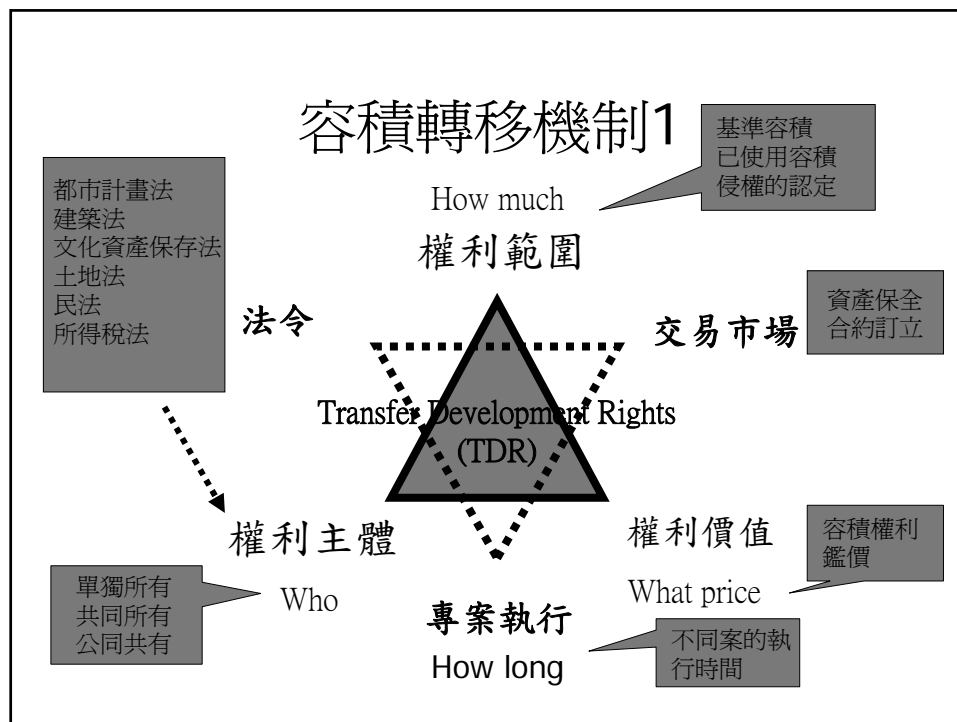 容積轉移機制1
基準容積
已使用容積
侵權的認定
How much
權利範圍
都市計畫法
建築法
文化資產保存法
土地法
民法
所得稅法
法令
交易市場
資產保全
合約訂立
Transfer Development Rights
(TDR)
權利主體
Who
單獨所有
共同所有
公同共有
權利價值
What price
容積權利
鑑價
專案執行
How long
不同案的執
行時間